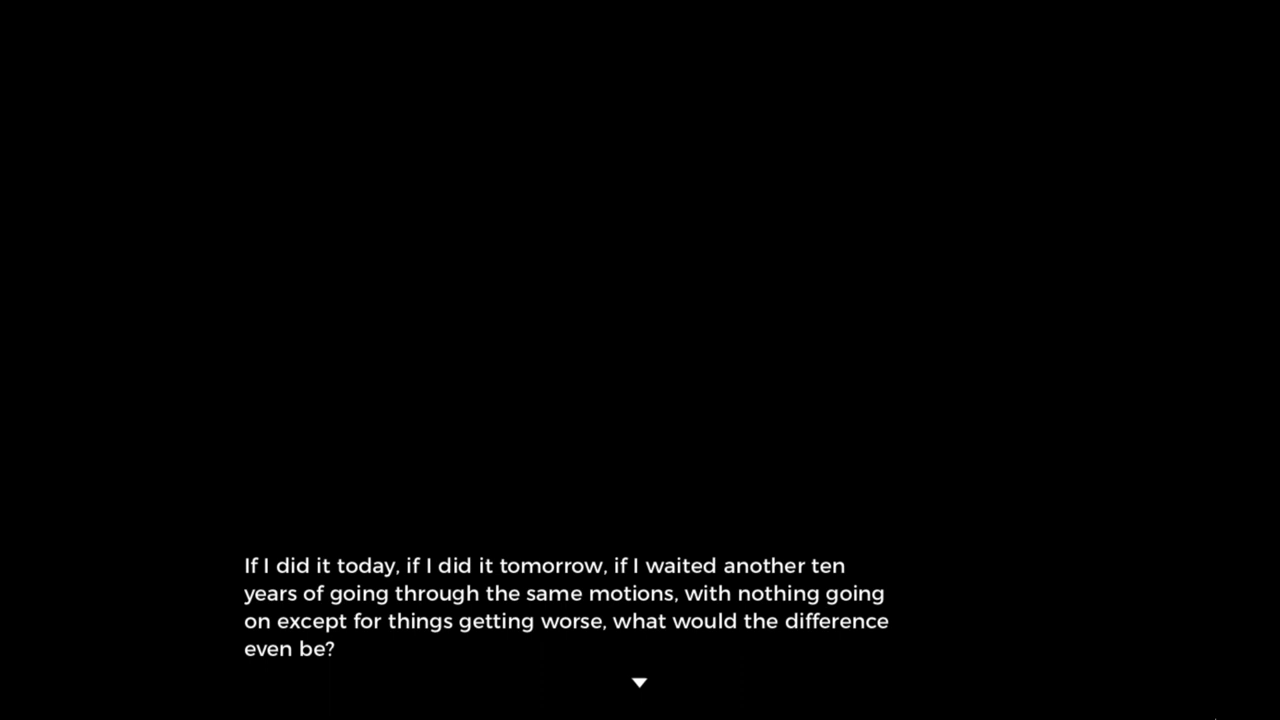 If I did it today, if I did it tomorrow, if I waited another ten
years of going through the same motions, with nothing going
on except for things getting worse, what would the difference
even be?